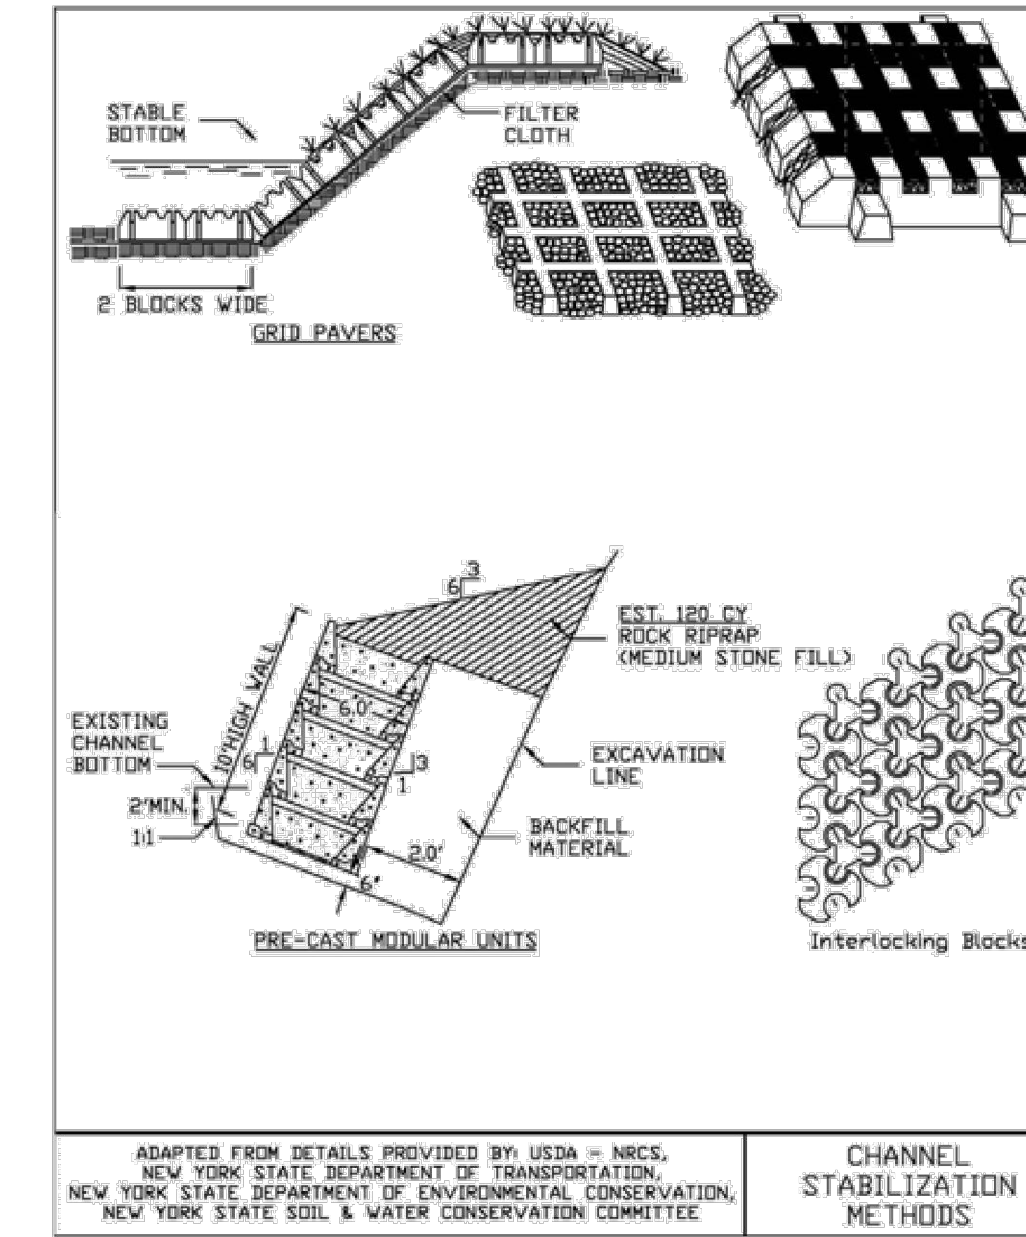 STABLE
BOTTOM
FILTER
CLOTH
2 BLOCKS WIDE
GRID PAVERS
3
6
EST. 120 CY
ROCK RIPRAP
(MEDIUM STONE FILL)
10'HIGH WALL
6.0'
EXISTING
CHANNEL
BOTTOM
1
6
3
1
EXCAVATION
LINE
2'MIN.
1:1
BACKFILL
MATERIAL
2.0'
6"
PRE-CAST MODULAR UNITS
Interlocking Blocks
ADAPTED FROM DETAILS PROVIDED BY: USDA - NRCS,
NEW YORK STATE DEPARTMENT OF TRANSPORTATION,
NEW YORK STATE DEPARTMENT OF ENVIRONMENTAL CONSERVATION,
NEW YORK STATE SOIL & WATER CONSERVATION COMMITTEE
CHANNEL
STABILIZATION
METHODS